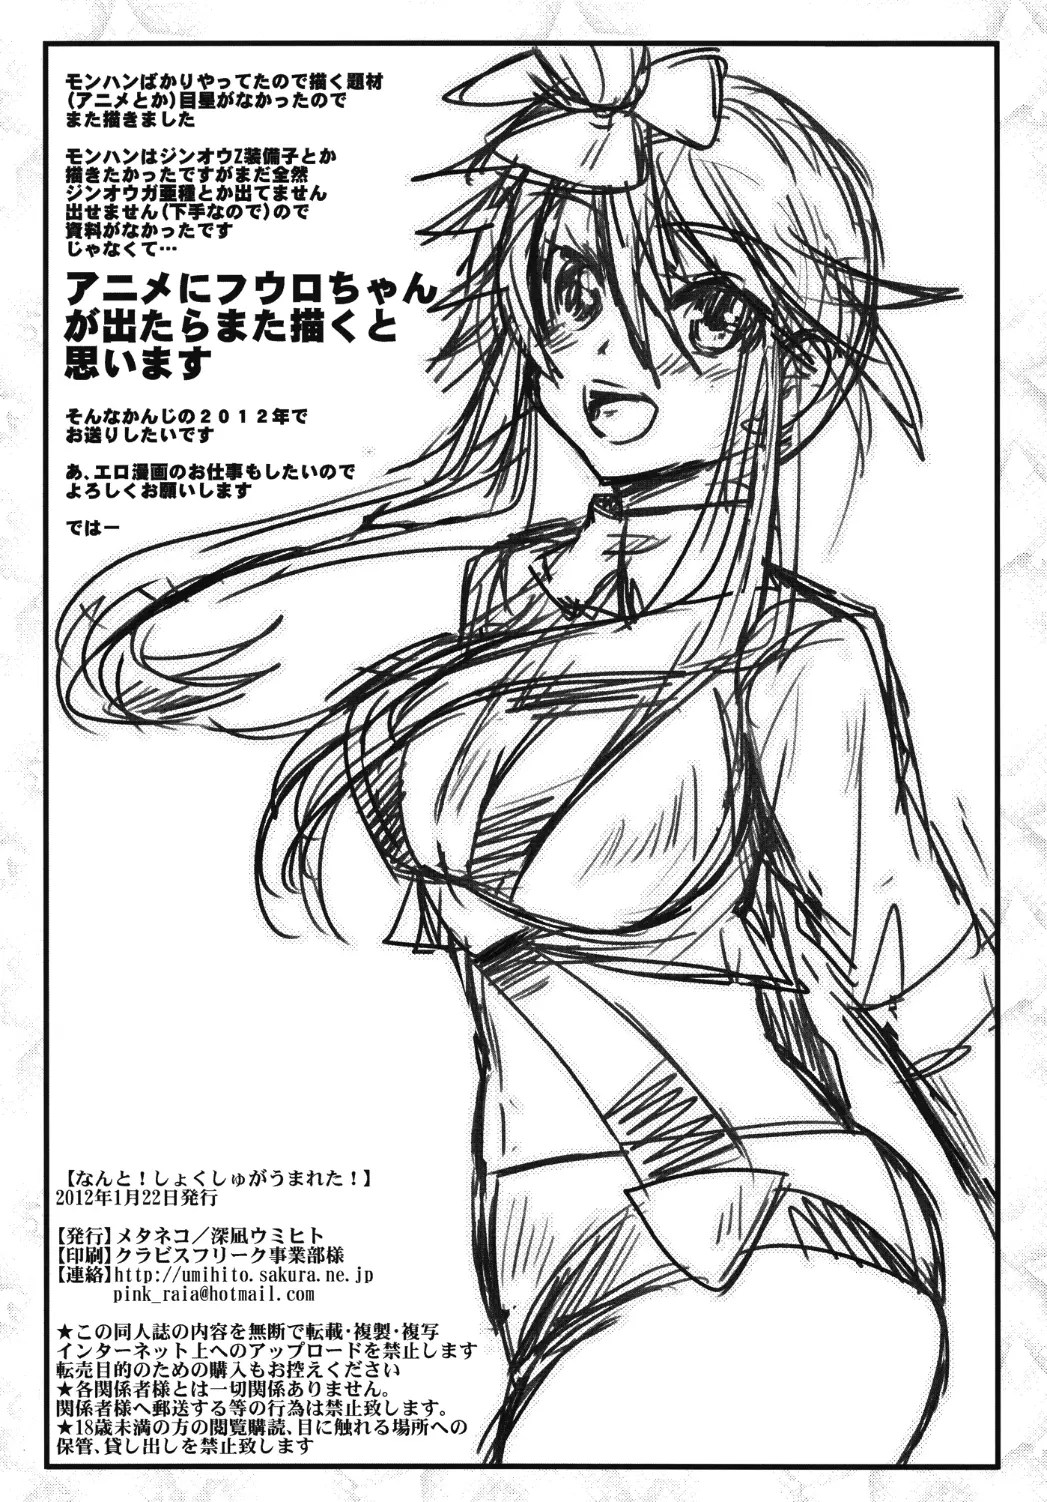 モンハンばかりやってたので描く題材
(アニメとか)目星がなかったので
また描きました
モンハンはジンオウZ装備子とか
描きたかったですがまだ全然
ジンオウガ亜種とか出てません
出せません(下手なので)ので
資料がなかったです
じゃなくて…
アニメにフウロちゃん
が出たらまた描くと
思います
そんなかんじの2012年で
お送りしたいです
あ、エロ漫画のお仕事もしたいので
よろしくお願いします
ではー
【なんと！しょくしゅがうまれた！】
2012年1月22日発行
【発行】メタネコ／深凪ウミヒト
【印刷】クラビスフリーク事業部様
【連絡】http://umihito.sakura.ne.jp
pink_raia@hotmail.com
★この同人誌の内容を無断で転載・複製・複写
インターネット上へのアップロードを禁止します
転売目的のための購入もお控えください
★各関係者様とは一切関係ありません。
関係者様へ郵送する等の行為は禁止致します。
★18歳未満の方の閲覧購読、目に触れる場所への
保管、貸し出しを禁止致します